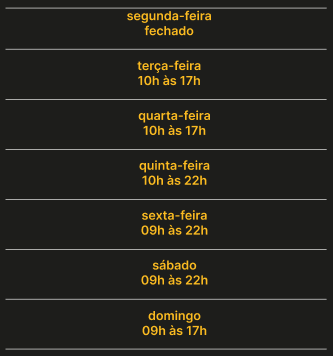 segunda-feira
fechado
terça-feira
10h às 17h
quarta-feira
10h às 17h
quinta-feira
10h às 22h
sexta-feira
09h às 22h
sábado
09h às 22h
domingo
09h às 17h